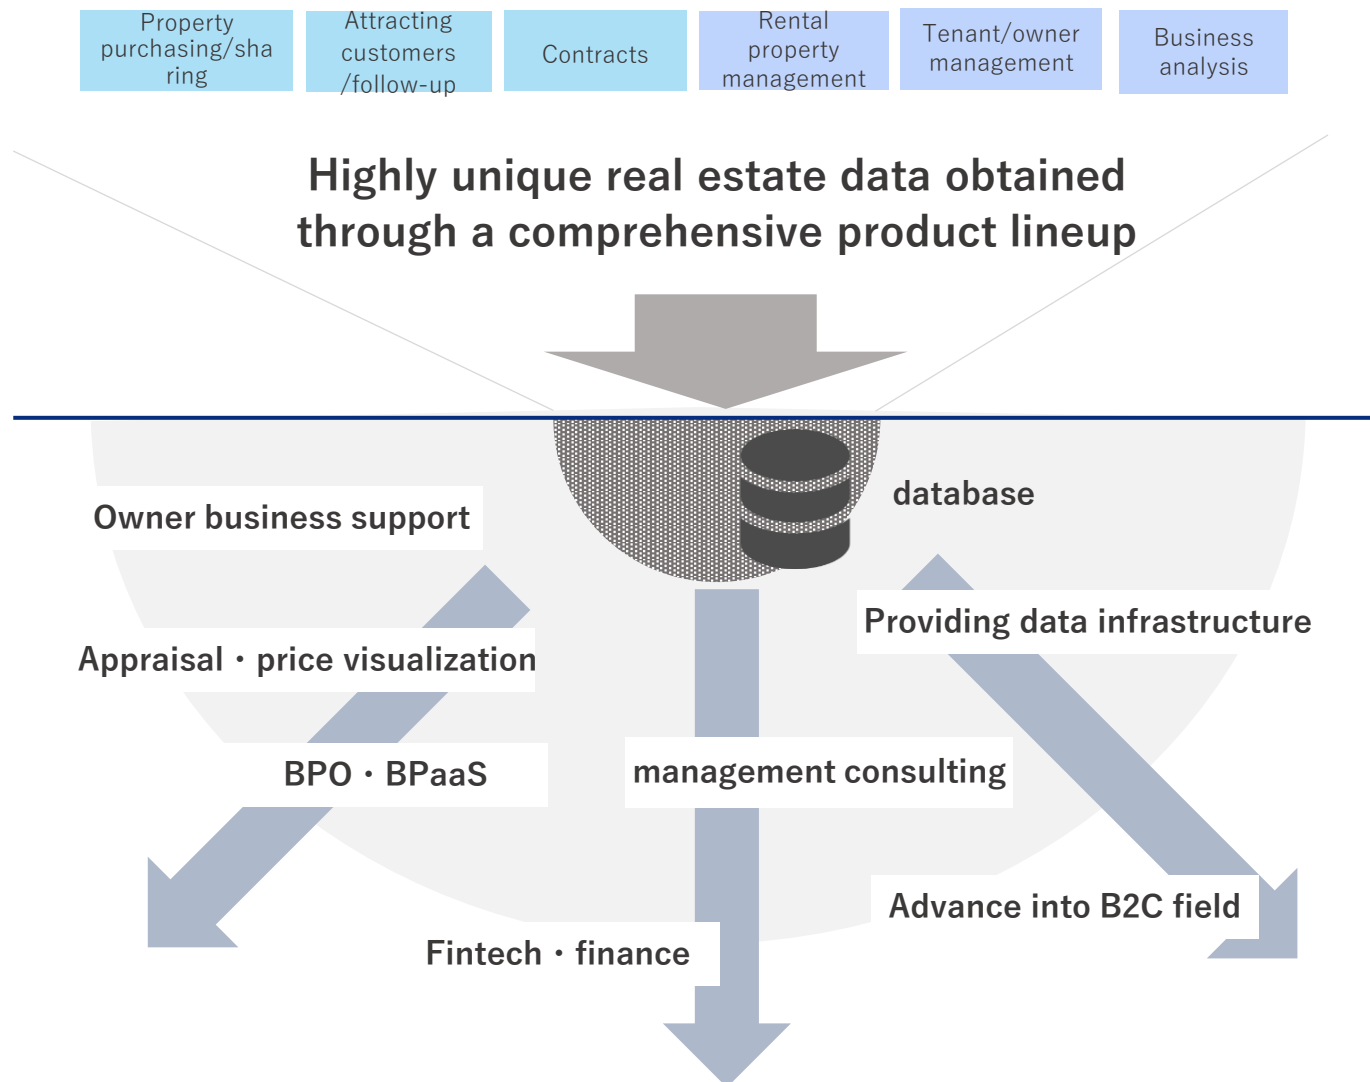 Property
purchasing/sha
ring
Attracting
customers
/follow-up
Contracts
Rental
property
management
Tenant/owner
management
Business
analysis
Highly unique real estate data obtained
through a comprehensive product lineup
database
Owner business support
Providing data infrastructure
Appraisal・price visualization
BPO・BPaaS
management consulting
Advance into B2C field
Fintech・finance